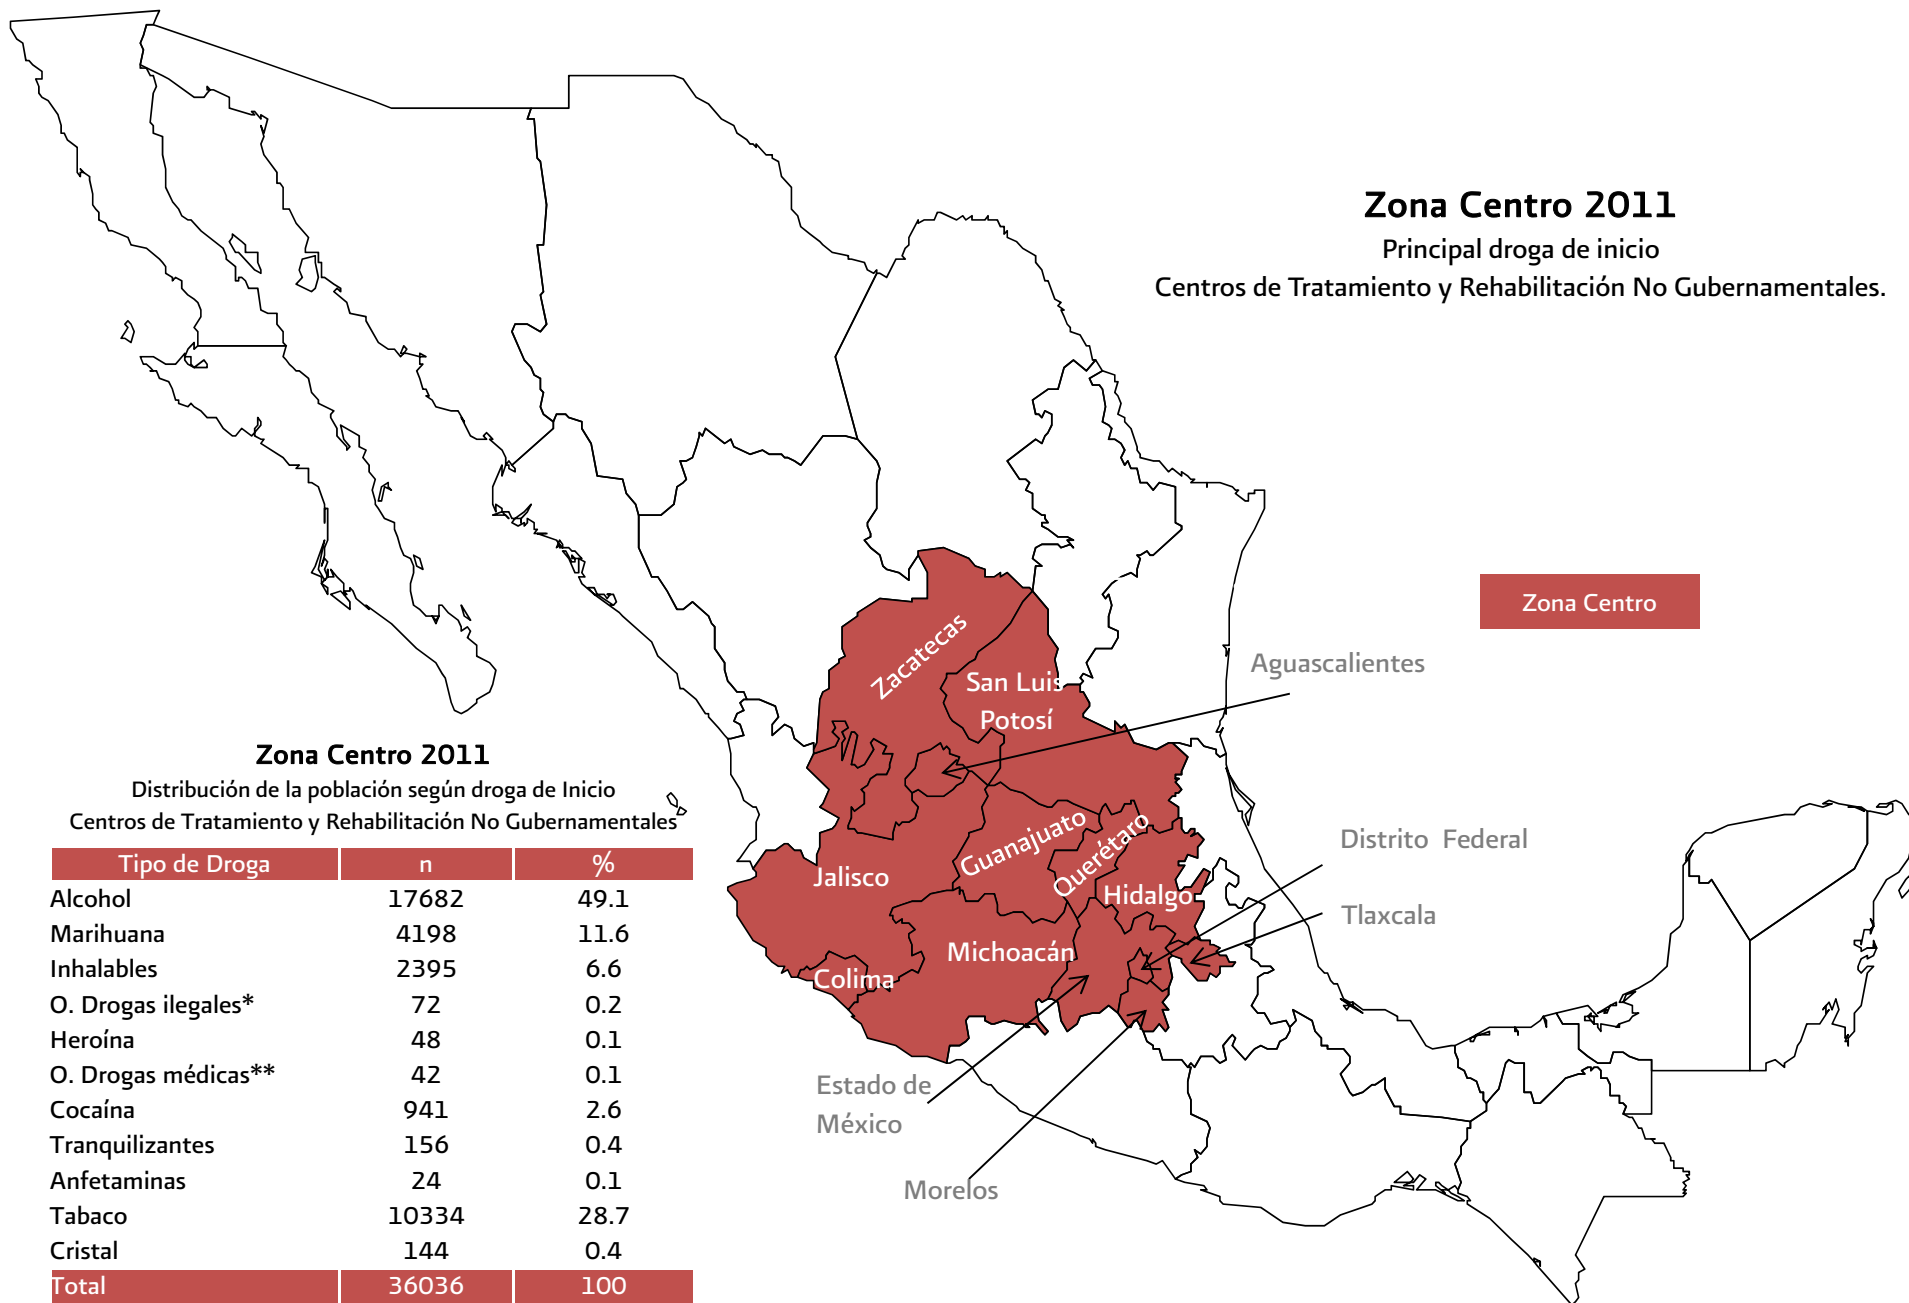 Zona Centro 2011
Principal droga de inicio
Centros de Tratamiento y Rehabilitación No Gubernamentales.
Zona Centro
Zacatecas
San Luis
Potosí
Aguascalientes
Guanajuato
Querétaro
Jalisco
Hidalgo
Distrito Federal
Tlaxcala
Michoacán
Colima
Estado de
México
Morelos
Zona Centro 2011
Distribución de la población según droga de Inicio
Centros de Tratamiento y Rehabilitación No Gubernamentales
Tipo de Droga n %
Alcohol 17682 49.1
Marihuana 4198 11.6
Inhalables 2395 6.6
O. Drogas ilegales* 72 0.2
Heroína 48 0.1
O. Drogas médicas** 42 0.1
Cocaína 941 2.6
Tranquilizantes 156 0.4
Anfetaminas 24 0.1
Tabaco 10334 28.7
Cristal 144 0.4
Total 36036 100